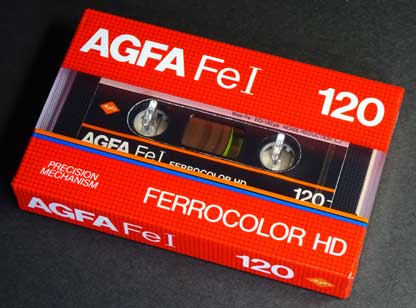 AGFA Fe I
120
AGFA Fe I FERROCOLOR HD
120
PRECISION
MECHANISM
FERROCOLOR HD
AGFA Fe I
120